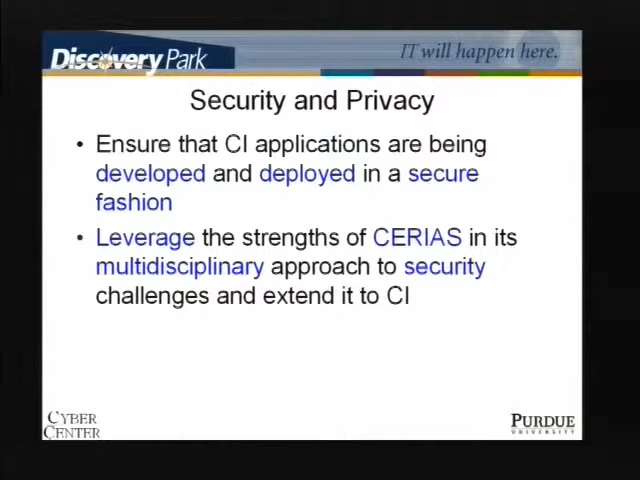 Discovery Park
IT will happen here.
Security and Privacy
• Ensure that CI applications are being
developed and deployed in a secure
fashion
• Leverage the strengths of CERIAS in its
multidisciplinary approach to security
challenges and extend it to CI
CYBER
CENTER
PURDUE
UNIVERSITY